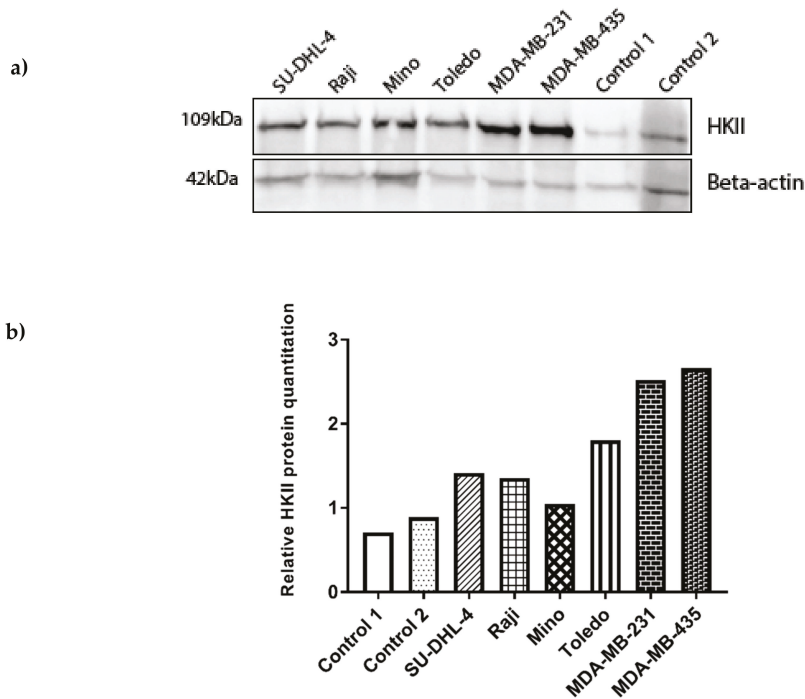 a)
SU-DHL-4
Raji
Mino
Toledo
MDA-MB-231
MDA-MB-435
Control 1
Control 2
109kDa
HKII
42kDa
Beta-actin
b)
Relative HKII protein quantitation
3
2
1
0
Control 1
Control 2
SU-DHL-4
Raji
Mino
Toledo
MDA-MB-231
MDA-MB-435